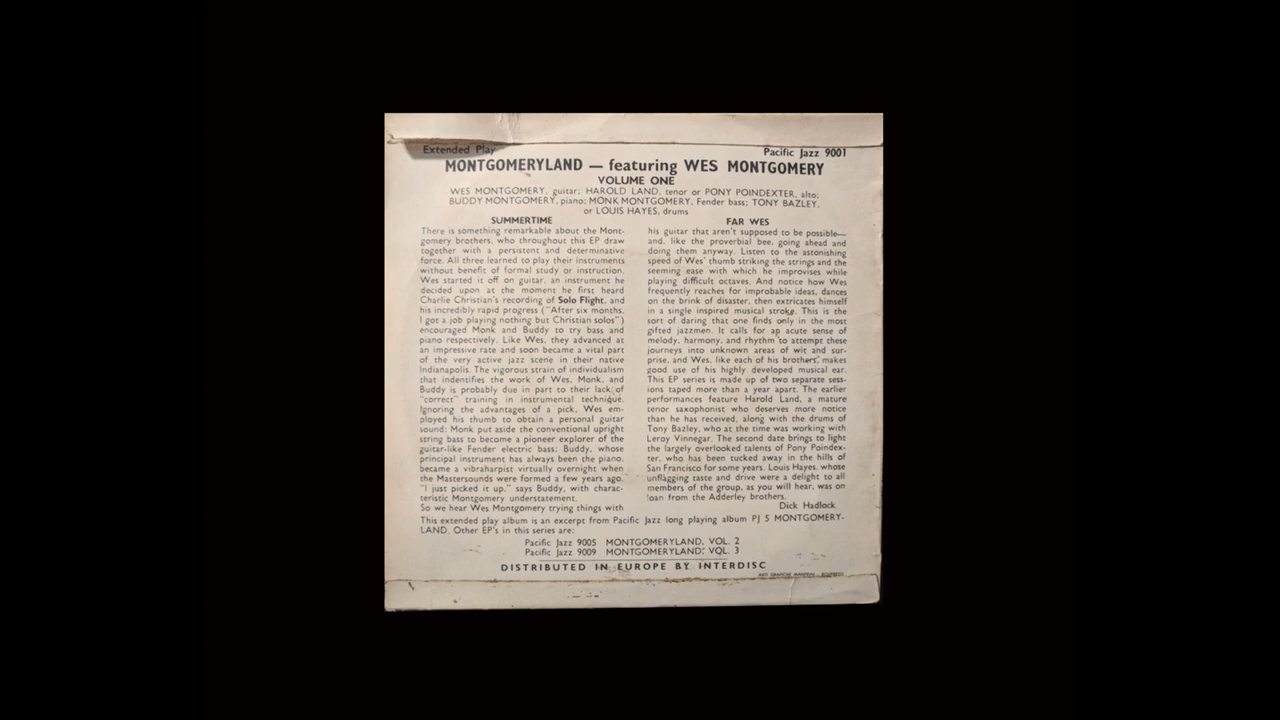 Extended Play
Pacific Jazz 9001
MONTGOMERYLAND — featuring WES MONTGOMERY
VOLUME ONE
WES MONTGOMERY, guitar; HAROLD LAND, tenor or PONY POINDEXTER, alto;
BUDDY MONTGOMERY, piano; MONK MONTGOMERY, Fender bass; TONY BAZLEY,
or LOUIS HAYES, drums
SUMMERTIME
There is something remarkable about the Mont-
gomery brothers, who throughout this EP draw
together with a persistent and determinative
force. All three learned to play their instruments
without benefit of formal study or instruction.
Wes started it off on guitar, an instrument he
decided upon at the moment he first heard
Charlie Christian's recording of Solo Flight, and
his incredibly rapid progress ("After six months,
I got a job playing nothing but Christian solos")
encouraged Monk and Buddy to try bass and
piano respectively. Like Wes, they advanced at
an impressive rate and soon became a vital part
of the very active jazz scene in their native
Indianapolis. The vigorous strain of individualism
that indentifies the work of Wes, Monk, and
Buddy is probably due in part to their lack of
"correct" training in instrumental technique.
Ignoring the advantages of a pick, Wes em-
ployed his thumb to obtain a personal guitar
sound; Monk put aside the conventional upright
string bass to become a pioneer explorer of the
guitar-like Fender electric bass; Buddy, whose
principal instrument has always been the piano,
became a vibraharpist virtually overnight when
the Mastersounds were formed a few years ago.
"I just picked it up," says Buddy, with charac-
teristic Montgomery understatement.
So we hear Wes Montgomery trying things with
FAR WES
his guitar that aren't supposed to be possible—
and, like the proverbial bee, going ahead and
doing them anyway. Listen to the astonishing
speed of Wes' thumb striking the strings and the
seeming ease with which he improvises while
playing difficult octaves. And notice how Wes
frequently reaches for improbable ideas, dances
on the brink of disaster, then extricates himself
in a single inspired musical stroke. This is the
sort of daring that one finds only in the most
gifted jazzmen. It calls for an acute sense of
melody, harmony, and rhythm to attempt these
journeys into unknown areas of wit and sur-
prise, and Wes, like each of his brothers, makes
good use of his highly developed musical ear.
This EP series is made up of two separate sess-
ions taped more than a year apart. The earlier
performances feature Harold Land, a mature
tenor saxophonist who deserves more notice
than he has received, along with the drums of
Tony Bazley, who at the time was working with
Leroy Vinnegar. The second date brings to light
the largely overlooked talents of Pony Poindex-
ter, who has been tucked away in the hills of
San Francisco for some years. Louis Hayes, whose
unflagging taste and drive were a delight to all
members of the group, as you will hear, was on
loan from the Adderley brothers.
Dick Hadlock
This extended play album is an excerpt from Pacific Jazz long playing album PJ 5 MONTGOMERY-
LAND. Other EP's in this series are:
Pacific Jazz 9005 MONTGOMERYLAND, VOL. 2
Pacific Jazz 9009 MONTGOMERYLAND, VOL. 3
DISTRIBUTED IN EUROPE BY INTERDISC